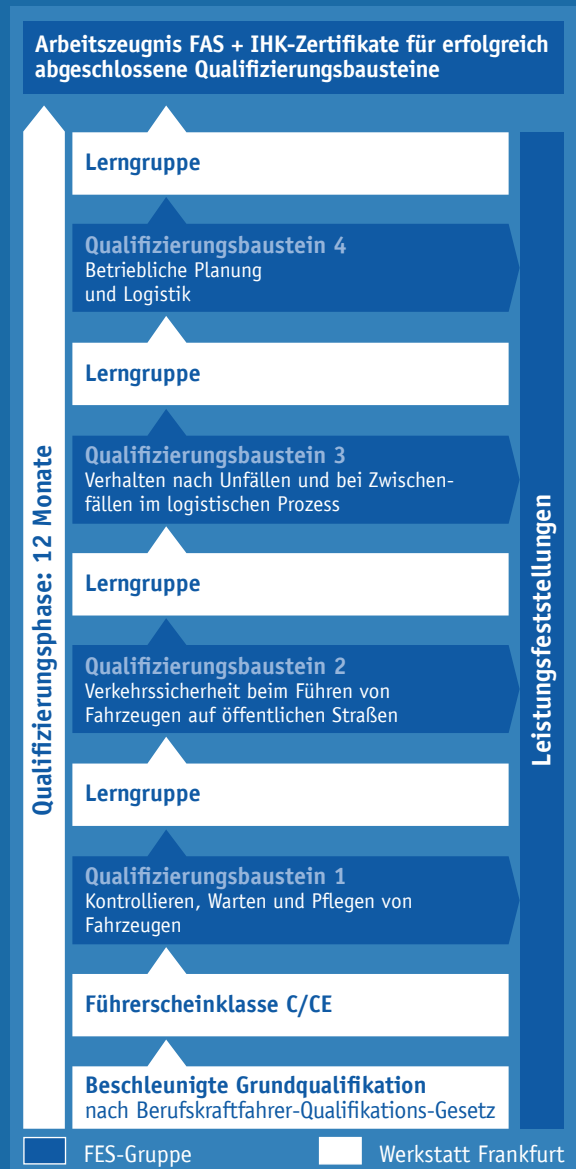 Arbeitszeugnis FAS + IHK-Zertifikate für erfolgreich
abgeschlossene Qualifizierungsbausteine
Lerngruppe
Qualifizierungsbaustein 4
Betriebliche Planung
und Logistik
Lerngruppe
Qualifizierungsbaustein 3
Verhalten nach Unfällen und bei Zwischen-
fällen im logistischen Prozess
Lerngruppe
Qualifizierungsbaustein 2
Verkehrssicherheit beim Führen von
Fahrzeugen auf öffentlichen Straßen
Lerngruppe
Qualifizierungsbaustein 1
Kontrollieren, Warten und Pflegen von
Fahrzeugen
Führerscheinklasse C/CE
Beschleunigte Grundqualifikation
nach Berufskraftfahrer-Qualifikations-Gesetz
Qualifizierungsphase: 12 Monate
Leistungsfeststellungen
FES-Gruppe
Werkstatt Frankfurt